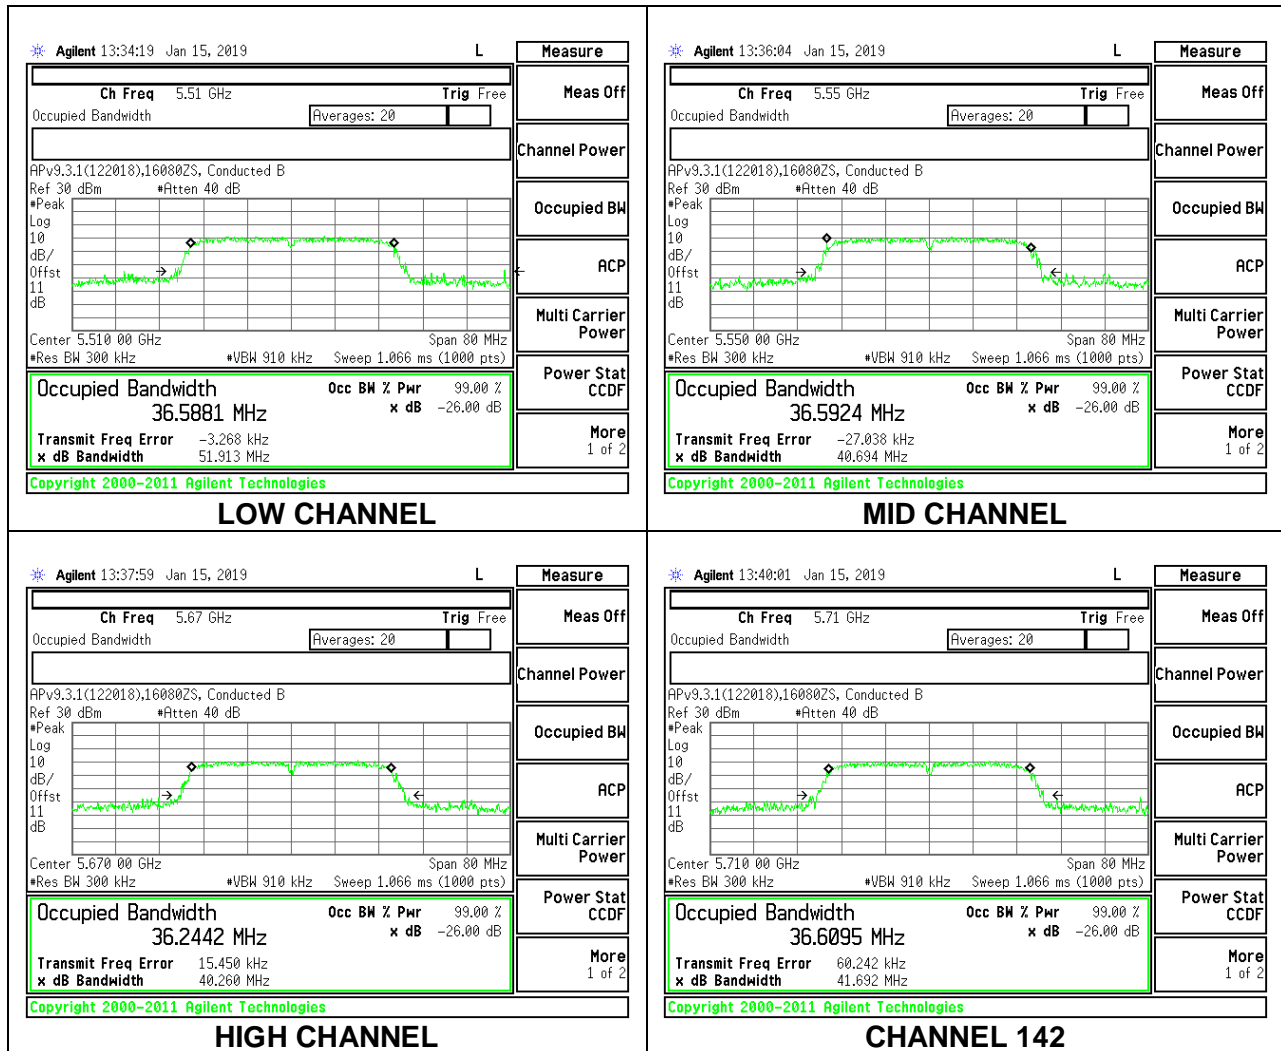 Agilent 13:34:19 Jan 15, 2019 L Measure
Ch Freq 5.51 GHz Trig Free Meas Off
Occupied Bandwidth Averages: 20
Channel Power
APv9.3.1(122018),16080ZS, Conducted B
Ref 30 dBm #Atten 40 dB
#Peak Occupied BW
Log
10
dB/ ACP
Offst
11
dB Multi Carrier
Power
Center 5.510 00 GHz Span 80 MHz
#Res BW 300 kHz #VBW 910 kHz Sweep 1.066 ms (1000 pts)
Power Stat
CCDF
Occupied Bandwidth Occ BW % Pwr 99.00 %
36.5881 MHz x dB -26.00 dB
More
1 of 2
Transmit Freq Error -3.268 kHz
x dB Bandwidth 51.913 MHz
Copyright 2000-2011 Agilent Technologies
LOW CHANNEL
Agilent 13:36:04 Jan 15, 2019 L Measure
Ch Freq 5.55 GHz Trig Free Meas Off
Occupied Bandwidth Averages: 20
Channel Power
APv9.3.1(122018),16080ZS, Conducted B
Ref 30 dBm #Atten 40 dB
#Peak Occupied BW
Log
10
dB/ ACP
Offst
11
dB Multi Carrier
Power
Center 5.550 00 GHz Span 80 MHz
#Res BW 300 kHz #VBW 910 kHz Sweep 1.066 ms (1000 pts)
Power Stat
CCDF
Occupied Bandwidth Occ BW % Pwr 99.00 %
36.5924 MHz x dB -26.00 dB
More
1 of 2
Transmit Freq Error -27.038 kHz
x dB Bandwidth 40.694 MHz
Copyright 2000-2011 Agilent Technologies
MID CHANNEL
Agilent 13:37:59 Jan 15, 2019 L Measure
Ch Freq 5.67 GHz Trig Free Meas Off
Occupied Bandwidth Averages: 20
Channel Power
APv9.3.1(122018),16080ZS, Conducted B
Ref 30 dBm #Atten 40 dB
#Peak Occupied BW
Log
10
dB/ ACP
Offst
11
dB Multi Carrier
Power
Center 5.670 00 GHz Span 80 MHz
#Res BW 300 kHz #VBW 910 kHz Sweep 1.066 ms (1000 pts)
Power Stat
CCDF
Occupied Bandwidth Occ BW % Pwr 99.00 %
36.2442 MHz x dB -26.00 dB
More
1 of 2
Transmit Freq Error 15.450 kHz
x dB Bandwidth 40.260 MHz
Copyright 2000-2011 Agilent Technologies
HIGH CHANNEL
Agilent 13:40:01 Jan 15, 2019 L Measure
Ch Freq 5.71 GHz Trig Free Meas Off
Occupied Bandwidth Averages: 20
Channel Power
APv9.3.1(122018),16080ZS, Conducted B
Ref 30 dBm #Atten 40 dB
#Peak Occupied BW
Log
10
dB/ ACP
Offst
11
dB Multi Carrier
Power
Center 5.710 00 GHz Span 80 MHz
#Res BW 300 kHz #VBW 910 kHz Sweep 1.066 ms (1000 pts)
Power Stat
CCDF
Occupied Bandwidth Occ BW % Pwr 99.00 %
36.6095 MHz x dB -26.00 dB
More
1 of 2
Transmit Freq Error 60.242 kHz
x dB Bandwidth 41.692 MHz
Copyright 2000-2011 Agilent Technologies
CHANNEL 142